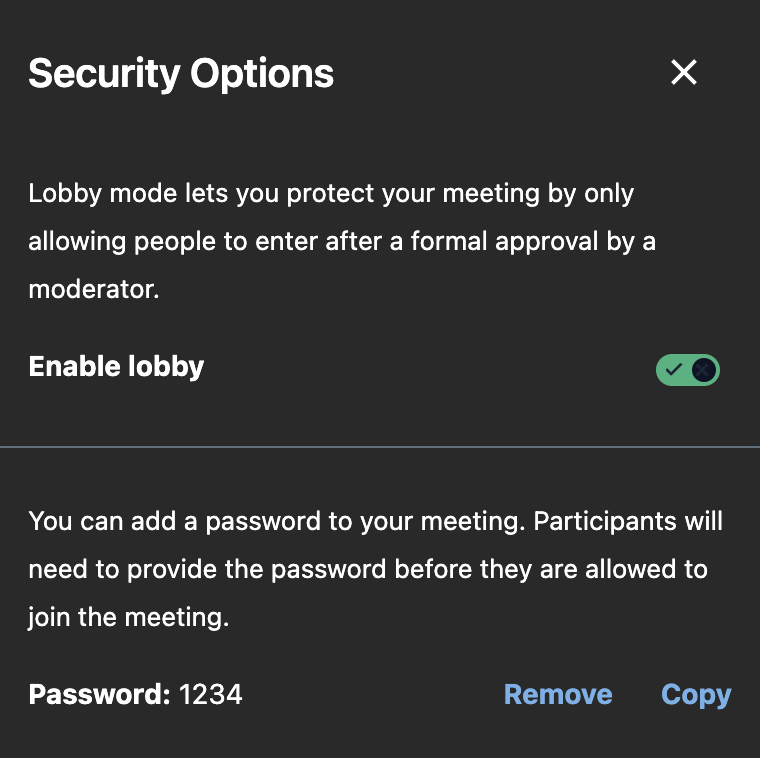 Security Options
Lobby mode lets you protect your meeting by only
allowing people to enter after a formal approval by a
moderator.
Enable lobby
You can add a password to your meeting. Participants will
need to provide the password before they are allowed to
join the meeting.
Password: 1234 Remove Copy